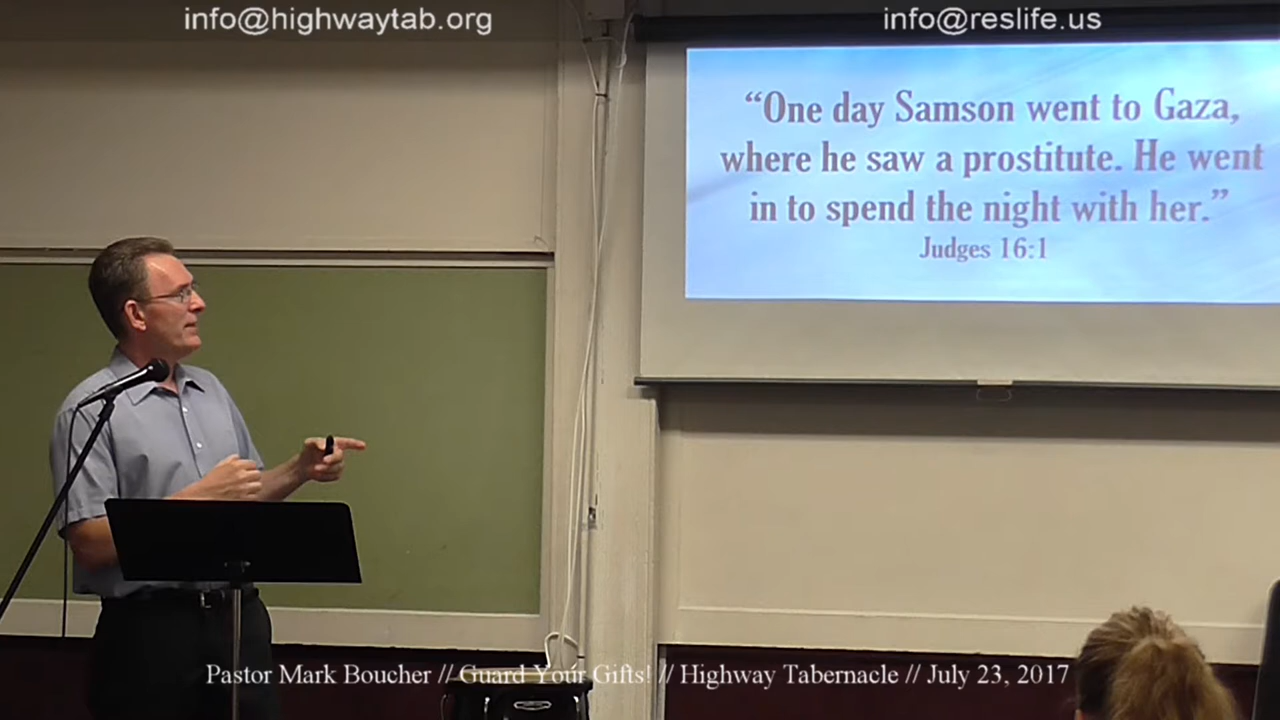 info@highwaytab.org
info@reslife.us
“One day Samson went to Gaza,
where he saw a prostitute. He went
in to spend the night with her.”
Judges 16:1
Pastor Mark Boucher // Guard Your Gifts! // Highway Tabernacle // July 23, 2017